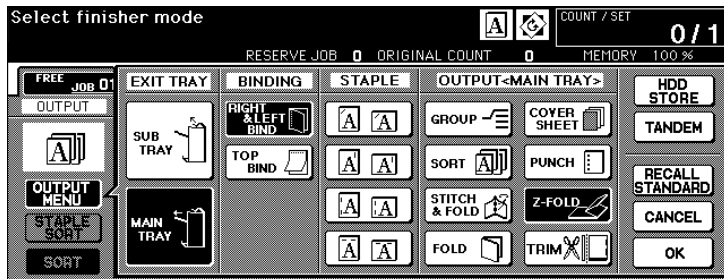 Select finisher mode
A
COUNT / SET
0/1
RESERVE JOB 0 ORIGINAL COUNT 0 MEMORY 100 %
FREE JOB 01
OUTPUT
A
OUTPUT MENU
STAPLE SORT
SORT
EXIT TRAY
SUB TRAY
MAIN TRAY
BINDING
RIGHT &LEFT BIND
TOP BIND
STAPLE
A A
A A
A A
A A
OUTPUT<MAIN TRAY>
GROUP
COVER SHEET
SORT A
PUNCH
STITCH & FOLD
Z-FOLD
FOLD
TRIM
HDD STORE
TANDEM
RECALL STANDARD
CANCEL
OK